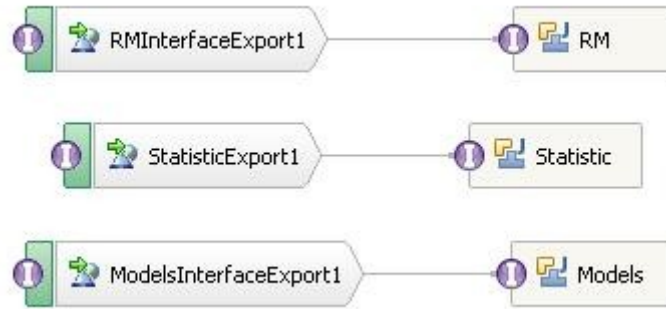 RMInterfaceExport1 RM
StatisticExport1 Statistic
ModelsInterfaceExport1 Models